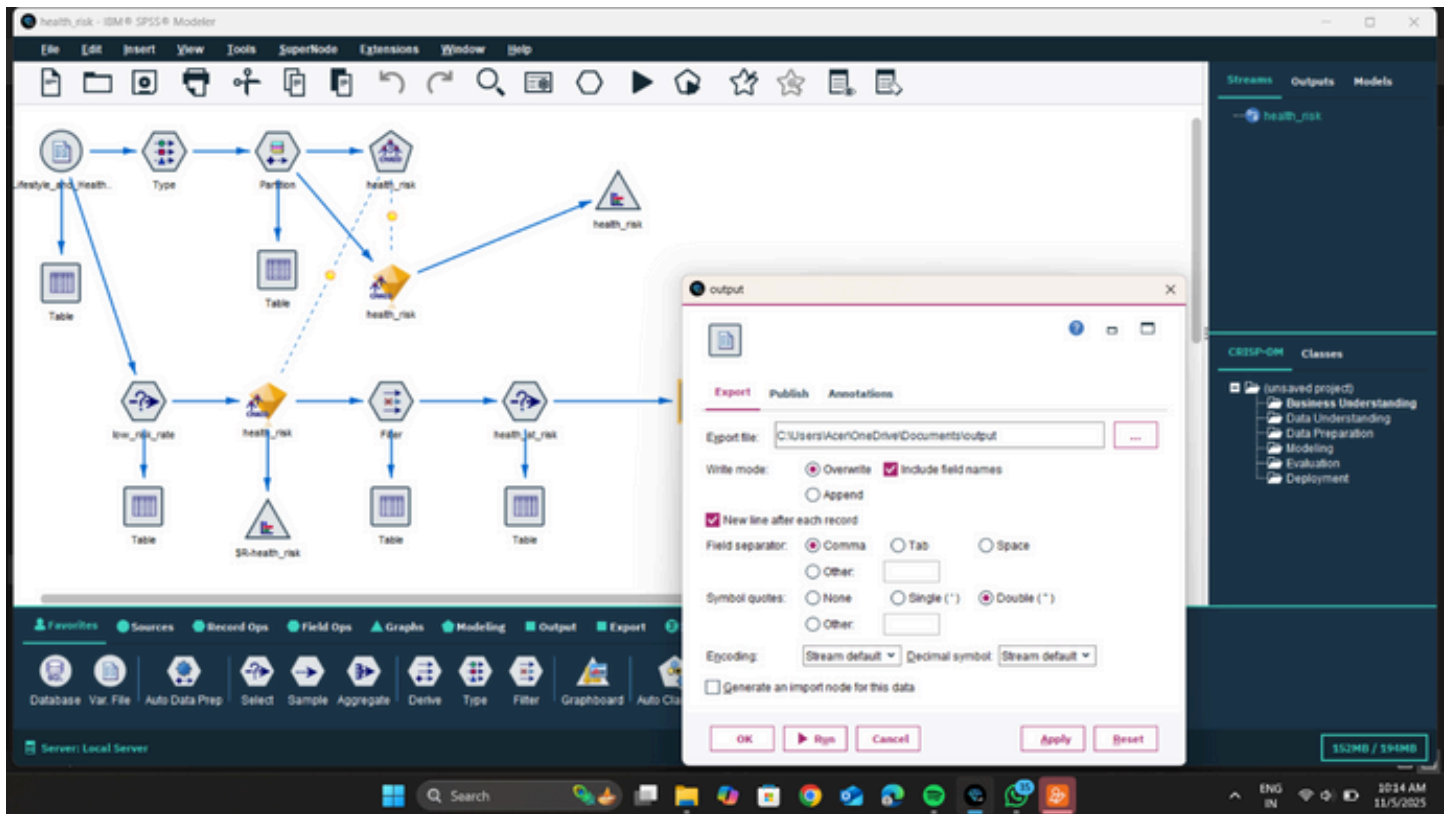 health_risk - IBM® SPSS® Modeler
File Edit Insert View Tools SuperNode Extensions Window Help
Streams Outputs Models
health_risk
Lifestyle_and_Health...
Type
Partition
health_risk
health_risk
Table
Table
health_risk
low_risk_rate
health_risk
Filter
health_at_risk
Table
$R-health_risk
Table
Table
output
Export Publish Annotations
Export file: C:\Users\Acer\OneDrive\Documents\output ...
Write mode: Overwrite Include field names
Append
New line after each record
Field separator: Comma Tab Space
Other:
Symbol quotes: None Single (') Double (")
Other:
Encoding: Stream default Decimal symbol: Stream default
Generate an import node for this data
OK Run Cancel Apply Reset
CRISP-DM Classes
(unsaved project)
Business Understanding
Data Understanding
Data Preparation
Modeling
Evaluation
Deployment
Favorites Sources Record Ops Field Ops Graphs Modeling Output Export
Database Var. File Auto Data Prep Select Sample Aggregate Derive Type Filter Graphboard Auto Cla
Server: Local Server
152MB / 194MB
Search
ENG
IN
10:14 AM
11/5/2025